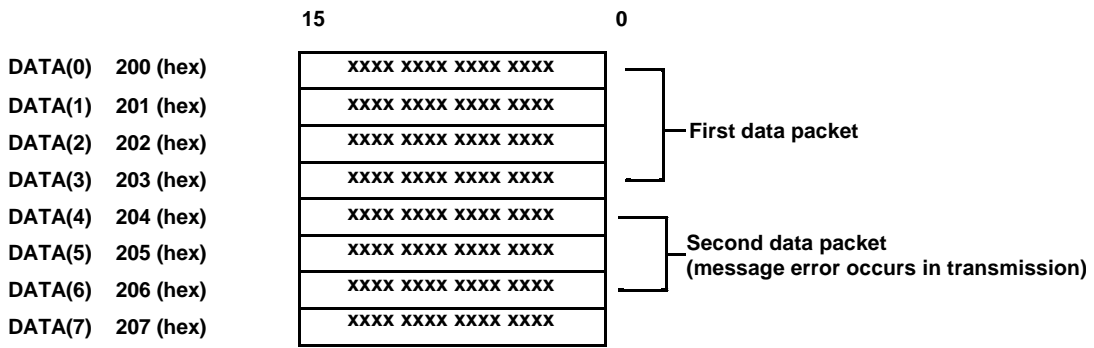 15 0
DATA(0) 200 (hex) xxxx xxxx xxxx xxxx
DATA(1) 201 (hex) xxxx xxxx xxxx xxxx
First data packet
DATA(2) 202 (hex) xxxx xxxx xxxx xxxx
DATA(3) 203 (hex) xxxx xxxx xxxx xxxx
DATA(4) 204 (hex) xxxx xxxx xxxx xxxx
DATA(5) 205 (hex) xxxx xxxx xxxx xxxx
Second data packet
(message error occurs in transmission)
DATA(6) 206 (hex) xxxx xxxx xxxx xxxx
DATA(7) 207 (hex) xxxx xxxx xxxx xxxx